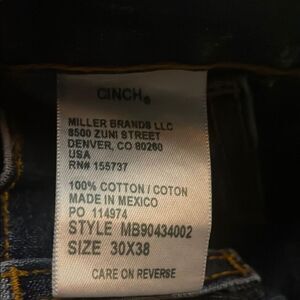 CINCH®
MILLER BRANDS LLC
8500 ZUNI STREET
DENVER, CO 80260
USA
RN# 155737
100% COTTON / COTON
MADE IN MEXICO
PO 114974
STYLE MB90434002
SIZE 30X38
CARE ON REVERSE